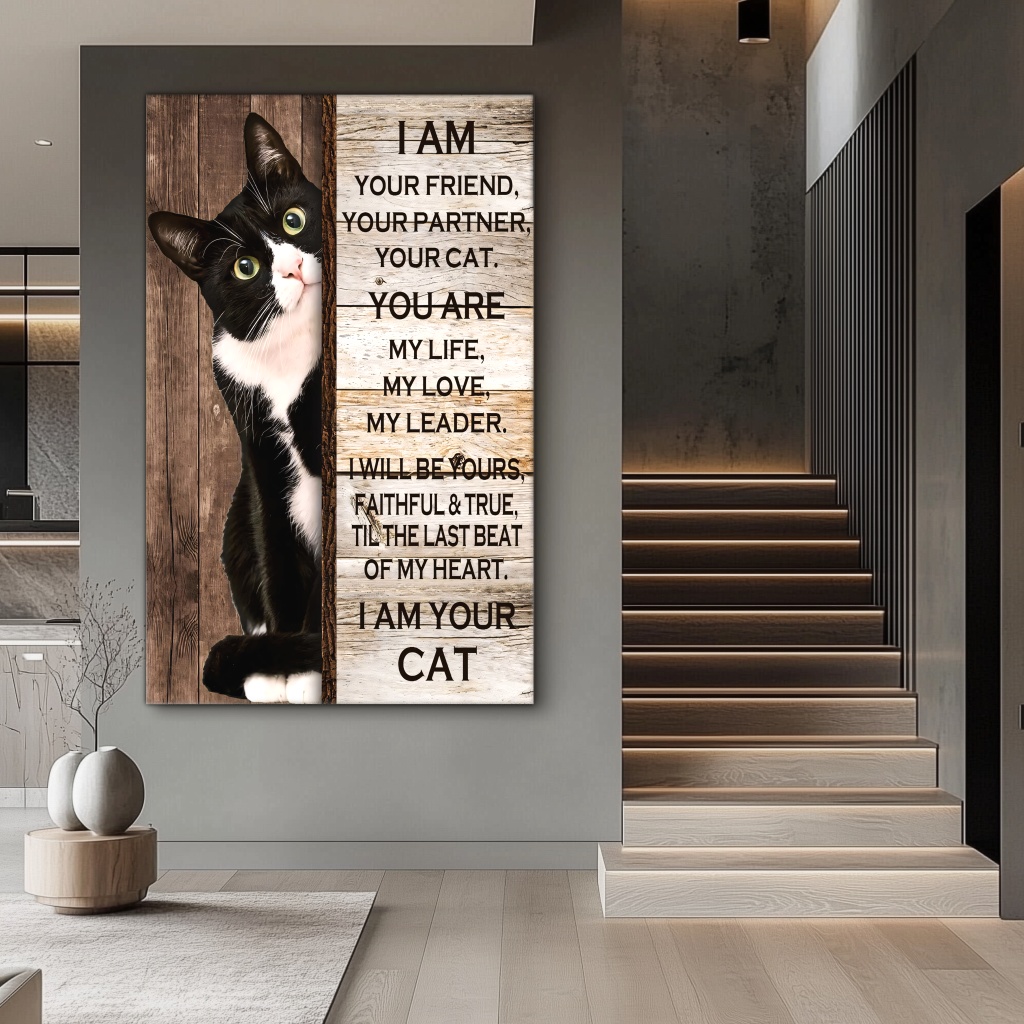 I AM
YOUR FRIEND,
YOUR PARTNER,
YOUR CAT.
YOU ARE
MY LIFE,
MY LOVE,
MY LEADER.
I WILL BE YOURS,
FAITHFUL & TRUE,
TIL THE LAST BEAT
OF MY HEART.
I AM YOUR
CAT